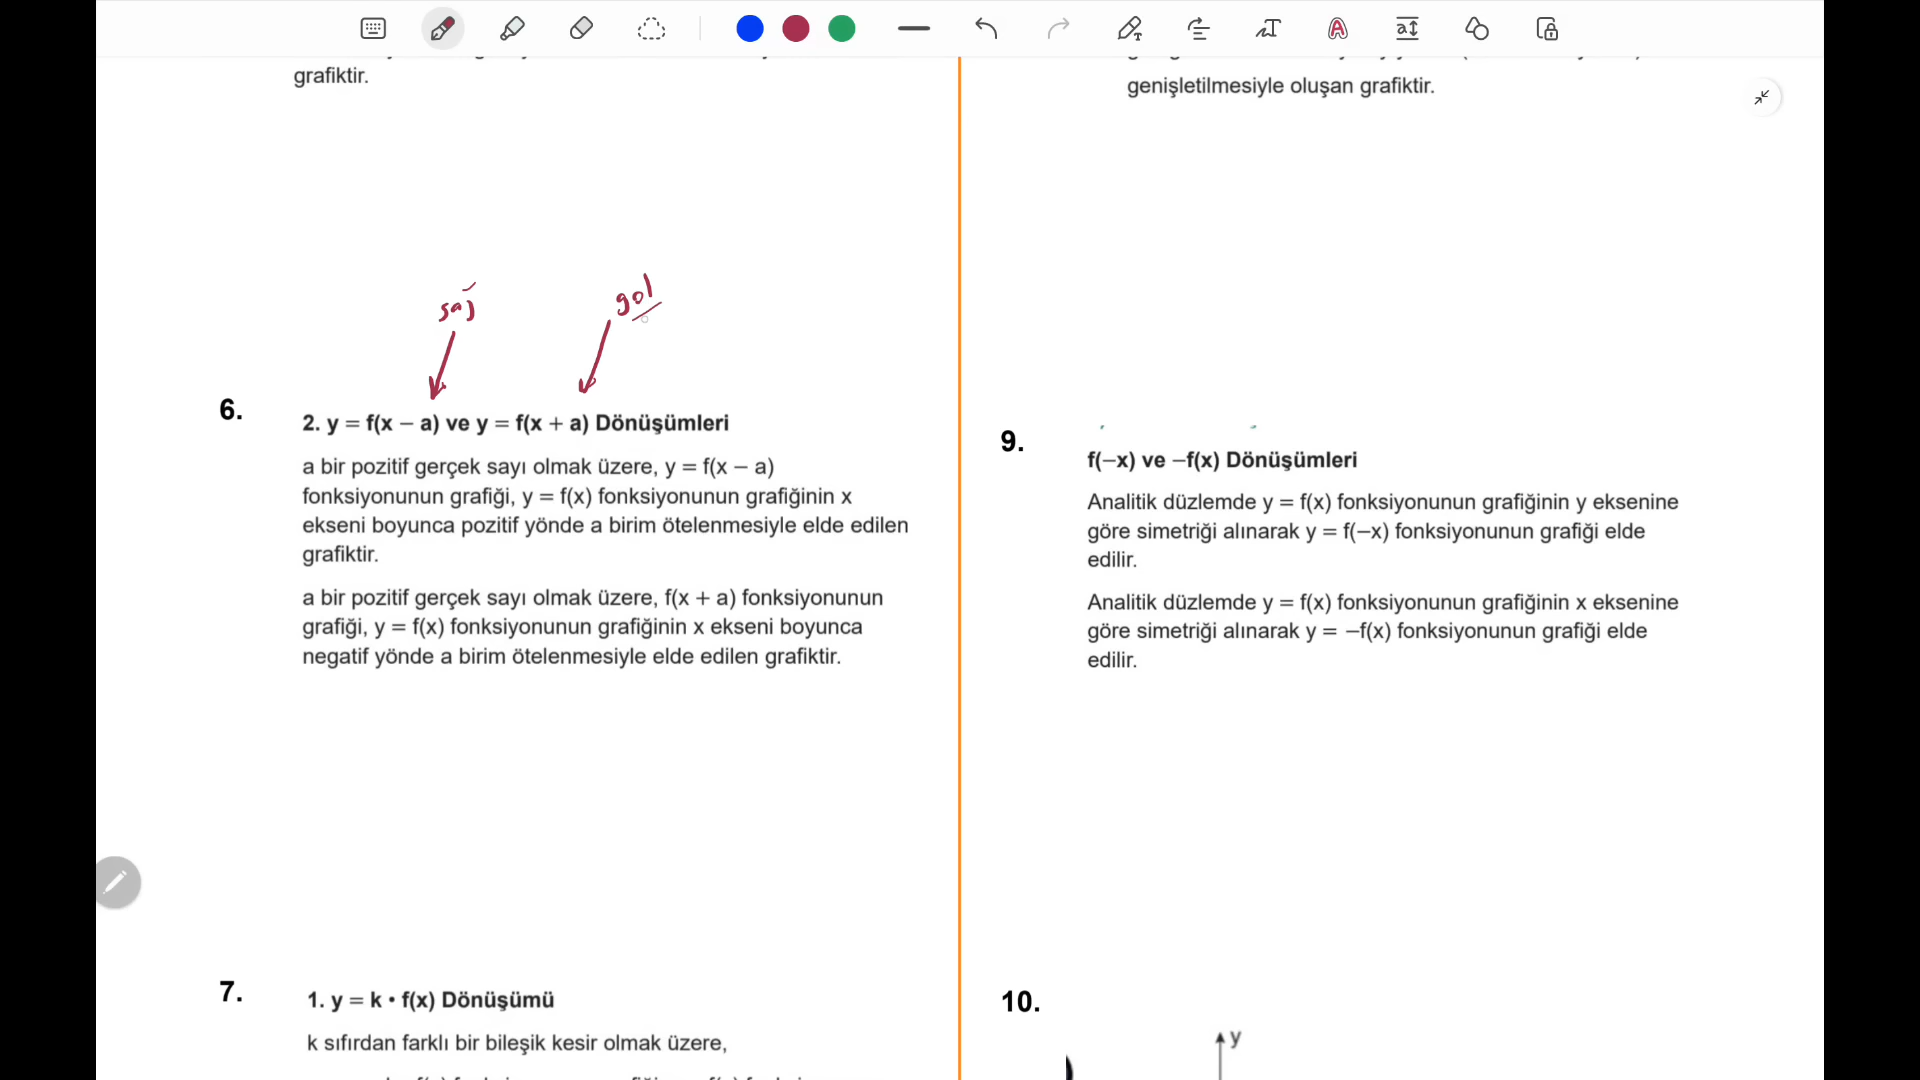 grafiktir.
sağ
6.
2. y = f(x − a) ve y = f(x + a) Dönüşümleri
a bir pozitif gerçek sayı olmak üzere, y = f(x − a)
fonksiyonunun grafiği, y = f(x) fonksiyonunun grafiğinin x
ekseni boyunca pozitif yönde a birim ötelenmesiyle elde edilen
grafiktir.
a bir pozitif gerçek sayı olmak üzere, f(x + a) fonksiyonunun
grafiği, y = f(x) fonksiyonunun grafiğinin x ekseni boyunca
negatif yönde a birim ötelenmesiyle elde edilen grafiktir.
7.
1. y = k • f(x) Dönüşümü
k sıfırdan farklı bir bileşik kesir olmak üzere,
genişletilmesiyle oluşan grafiktir.
9.
f(−x) ve −f(x) Dönüşümleri
Analitik düzlemde y = f(x) fonksiyonunun grafiğinin y eksenine
göre simetriği alınarak y = f(−x) fonksiyonunun grafiği elde
edilir.
Analitik düzlemde y = f(x) fonksiyonunun grafiğinin x eksenine
göre simetriği alınarak y = −f(x) fonksiyonunun grafiği elde
edilir.
10.
y